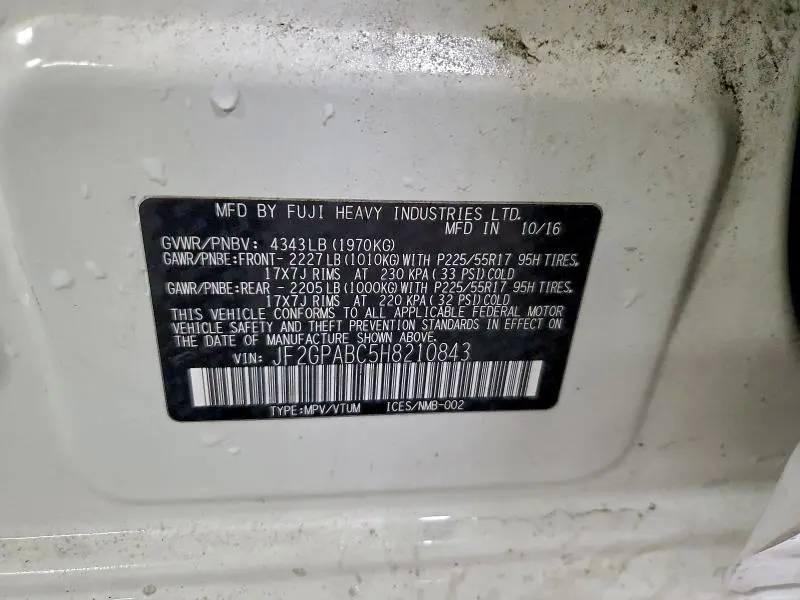 MFD BY FUJI HEAVY INDUSTRIES LTD.
MFD IN 10/16
GVWR/PNBV: 4343LB (1970KG)
GAWR/PNBE:FRONT- 2227LB (1010KG) WITH P225/55R17 95H TIRES,
17X7J RIMS AT 230 KPA (33 PSI) COLD
GAWR/PNBE:REAR - 2205LB (1000KG) WITH P225/55R17 95H TIRES,
17X7J RIMS AT 220 KPA (32 PSI) COLD
THIS VEHICLE CONFORMS TO ALL APPLICABLE FEDERAL MOTOR
VEHICLE SAFETY AND THEFT PREVENTION STANDARDS IN EFFECT ON
THE DATE OF MANUFACTURE SHOWN ABOVE.
VIN: JF2GPABC5H8210843
TYPE:MPV/VTUM ICES/NMB-002